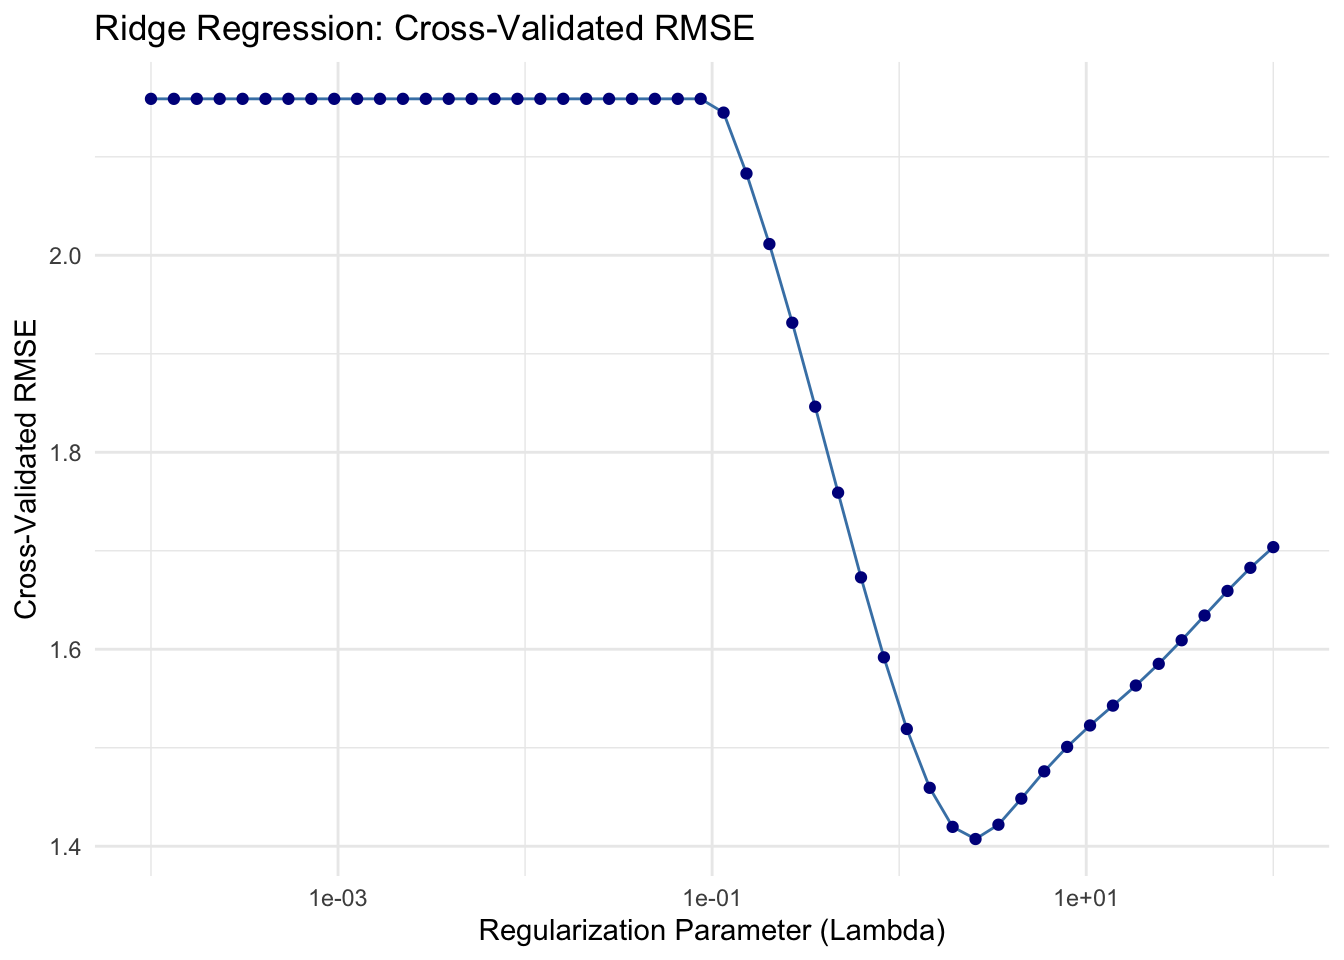 Ridge Regression: Cross-Validated RMSE
Cross-Validated RMSE
2.0
1.8
1.6
1.4
1e-03
1e-01
1e+01
Regularization Parameter (Lambda)